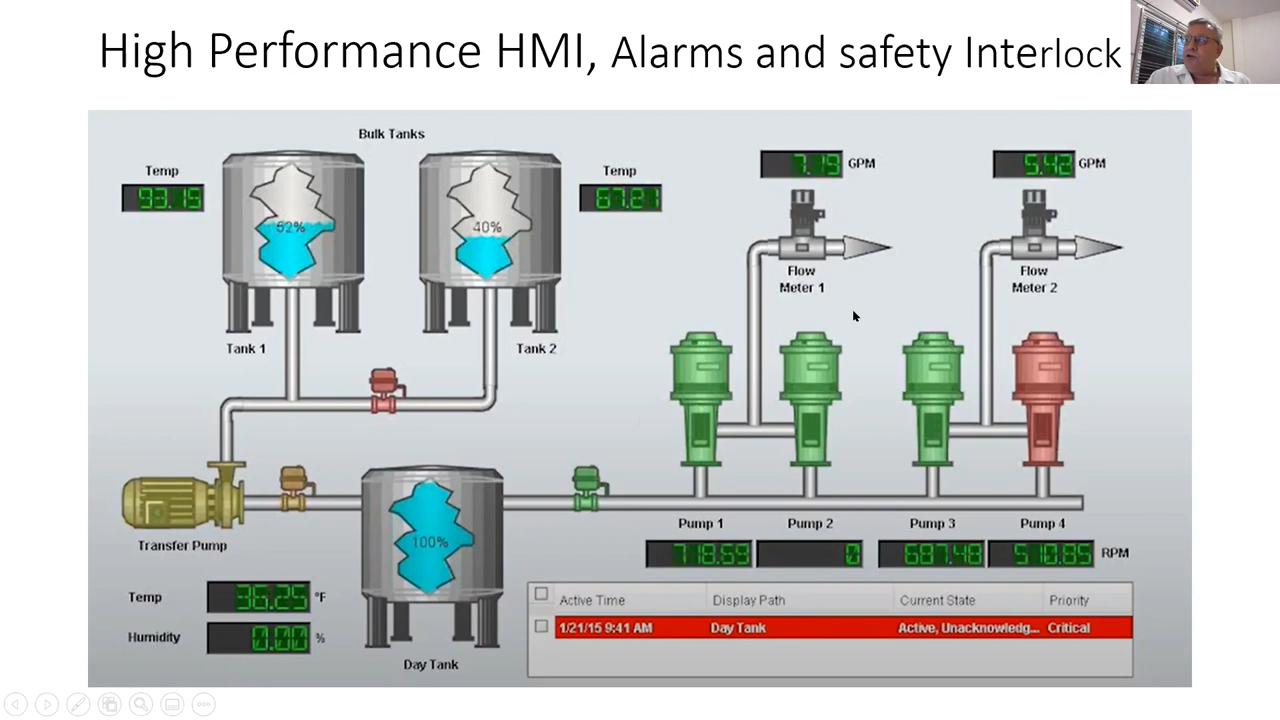 High Performance HMI, Alarms and safety Interlock
Bulk Tanks
Temp
93.19
Temp
67.21
52%
40%
Tank 1
Tank 2
7.19 GPM
5.42 GPM
Flow
Meter 1
Flow
Meter 2
Transfer Pump
100%
Day Tank
Temp
36.25 °F
Humidity
0.00 %
Pump 1
Pump 2
Pump 3
Pump 4
718.59
0
687.48
510.85 RPM
Active Time Display Path Current State Priority
1/21/15 9:41 AM Day Tank Active, Unacknowledg... Critical